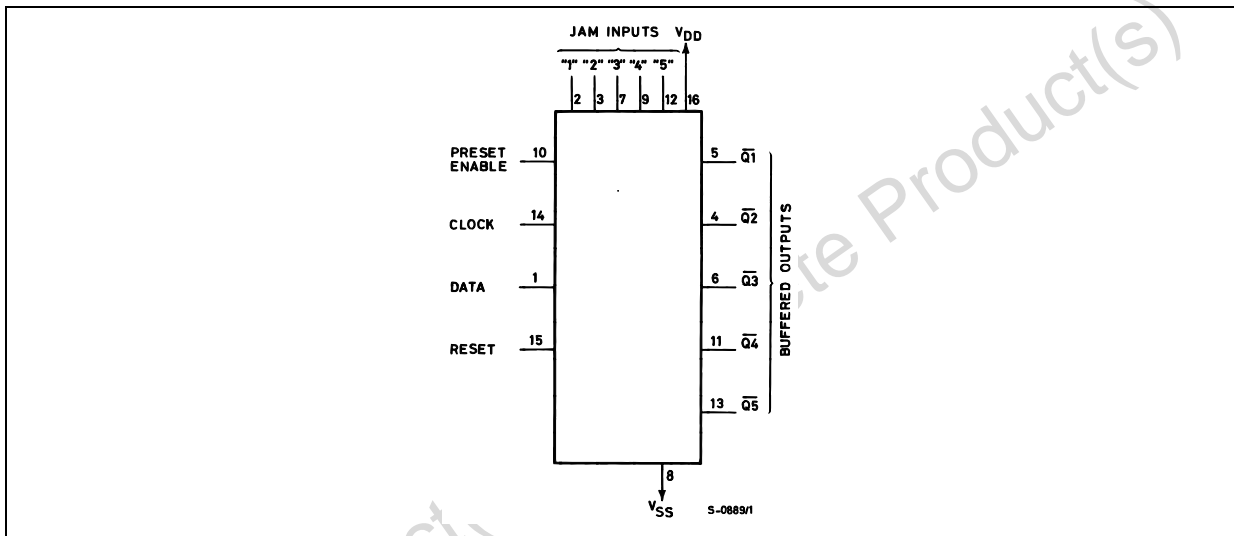 JAM INPUTS VDD
"1" "2" "3" "4" "5"
2 3 7 9 12 16
PRESET ENABLE 10
5 Q̅1̅
CLOCK 14
4 Q̅2̅
DATA 1
6 Q̅3̅
RESET 15
11 Q̅4̅
13 Q̅5̅
BUFFERED OUTPUTS
8
VSS
S-0889/1
Product(s)